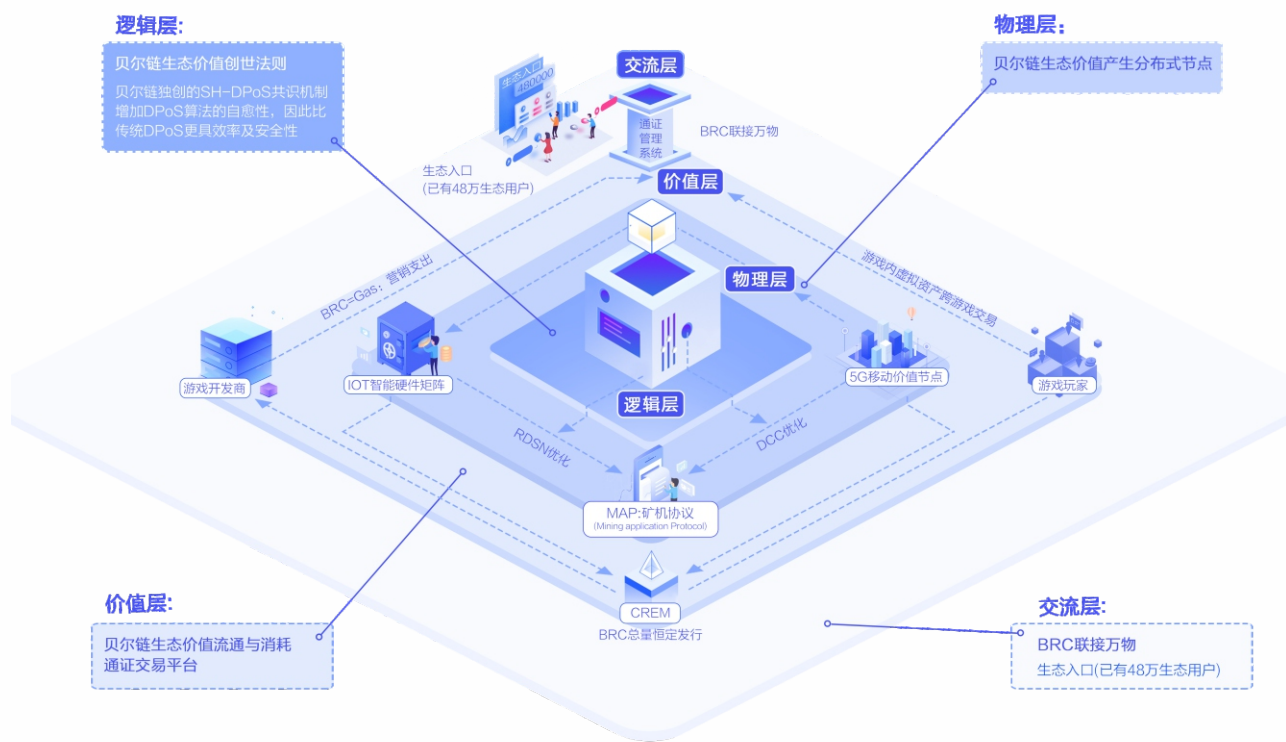 逻辑层:
贝尔链生态价值创世法则
贝尔链独创的SH-DPoS共识机制
增加DPoS算法的自愈性，因此比
传统DPoS更具效率及安全性
物理层：
贝尔链生态价值产生分布式节点
生态入口
480000
交流层
通证
管理
系统
BRC联接万物
生态入口
(已有48万生态用户)
价值层
物理层
BRC=Gas；营销支出
游戏内虚拟资产跨游戏交易
游戏开发商
IOT智能硬件矩阵
5G移动价值节点
游戏玩家
逻辑层
RDSN优化
DCC优化
MAP:矿机协议
(Mining application Protocol)
CREM
BRC总量恒定发行
价值层:
贝尔链生态价值流通与消耗
通证交易平台
交流层:
BRC联接万物
生态入口(已有48万生态用户)